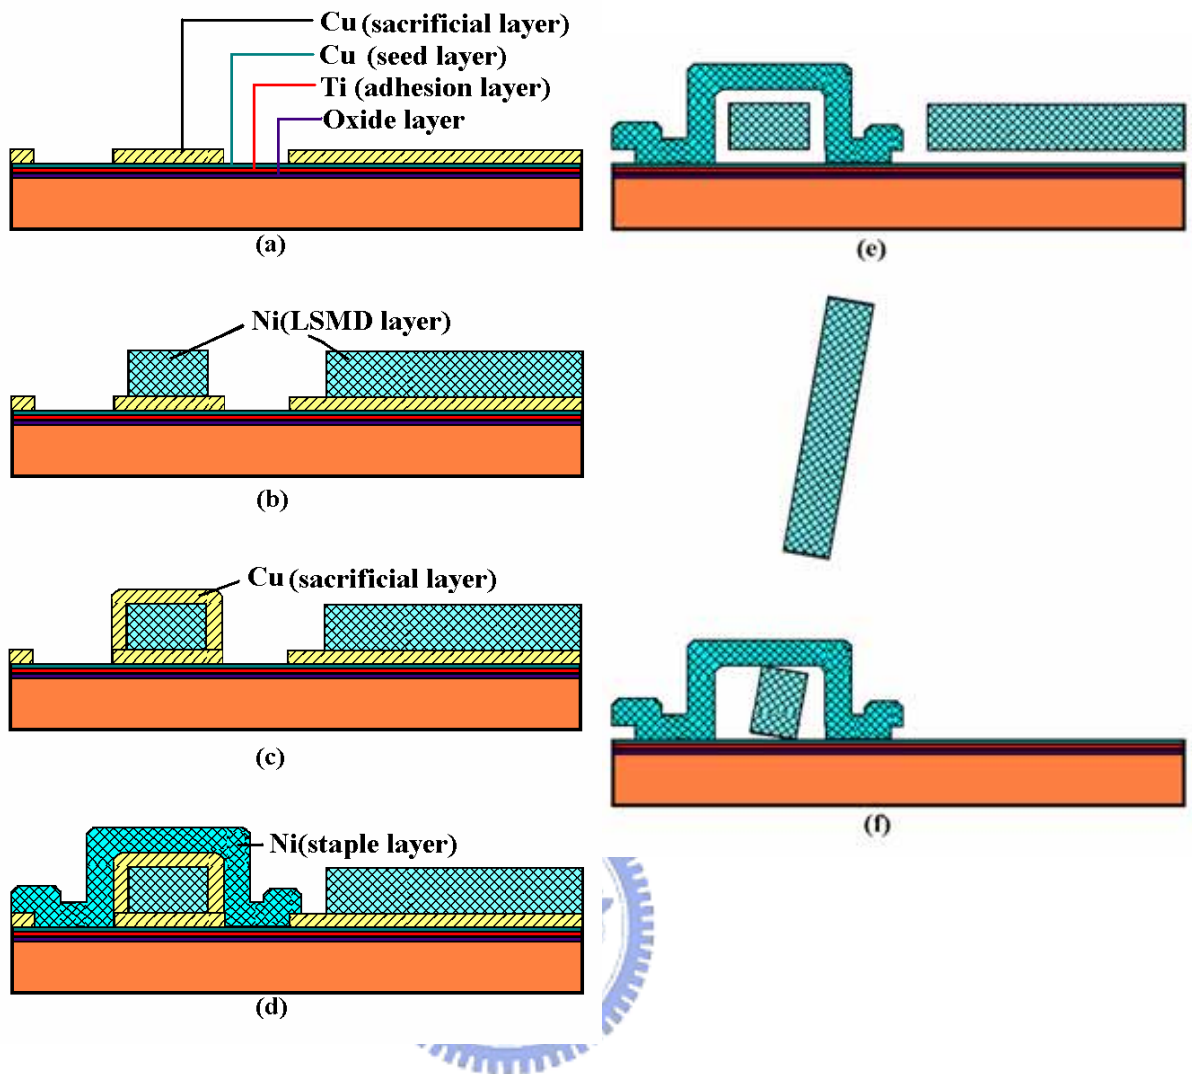 Cu (sacrificial layer)
Cu (seed layer)
Ti (adhesion layer)
Oxide layer
(a)
Ni(LSMD layer)
(b)
Cu (sacrificial layer)
(c)
Ni(staple layer)
(d)
(e)
(f)